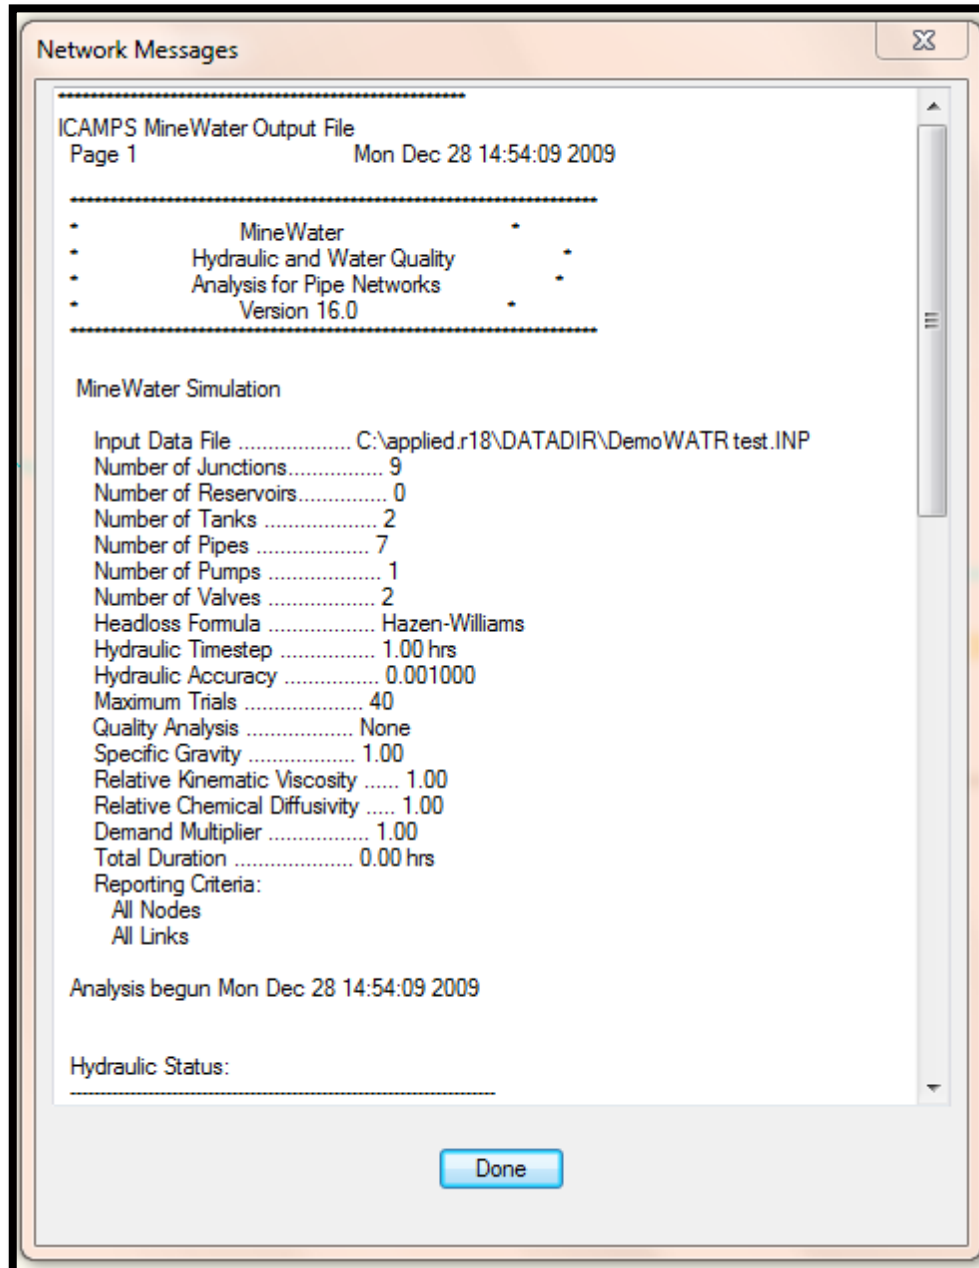 Network Messages
***************************************************
ICAMPS MineWater Output File
Page 1 Mon Dec 28 14:54:09 2009
******************************************************************
* MineWater *
* Hydraulic and Water Quality *
* Analysis for Pipe Networks *
* Version 16.0 *
******************************************************************
MineWater Simulation
Input Data File ................... C:\applied.r18\DATADIR\DemoWATR test.INP
Number of Junctions................ 9
Number of Reservoirs............... 0
Number of Tanks ................... 2
Number of Pipes ................... 7
Number of Pumps ................... 1
Number of Valves .................. 2
Headloss Formula .................. Hazen-Williams
Hydraulic Timestep ................ 1.00 hrs
Hydraulic Accuracy ................ 0.001000
Maximum Trials .................... 40
Quality Analysis .................. None
Specific Gravity .................. 1.00
Relative Kinematic Viscosity ...... 1.00
Relative Chemical Diffusivity ..... 1.00
Demand Multiplier ................. 1.00
Total Duration .................... 0.00 hrs
Reporting Criteria:
All Nodes
All Links
Analysis begun Mon Dec 28 14:54:09 2009
Hydraulic Status:
-----------------------------------------------------------------------
Done